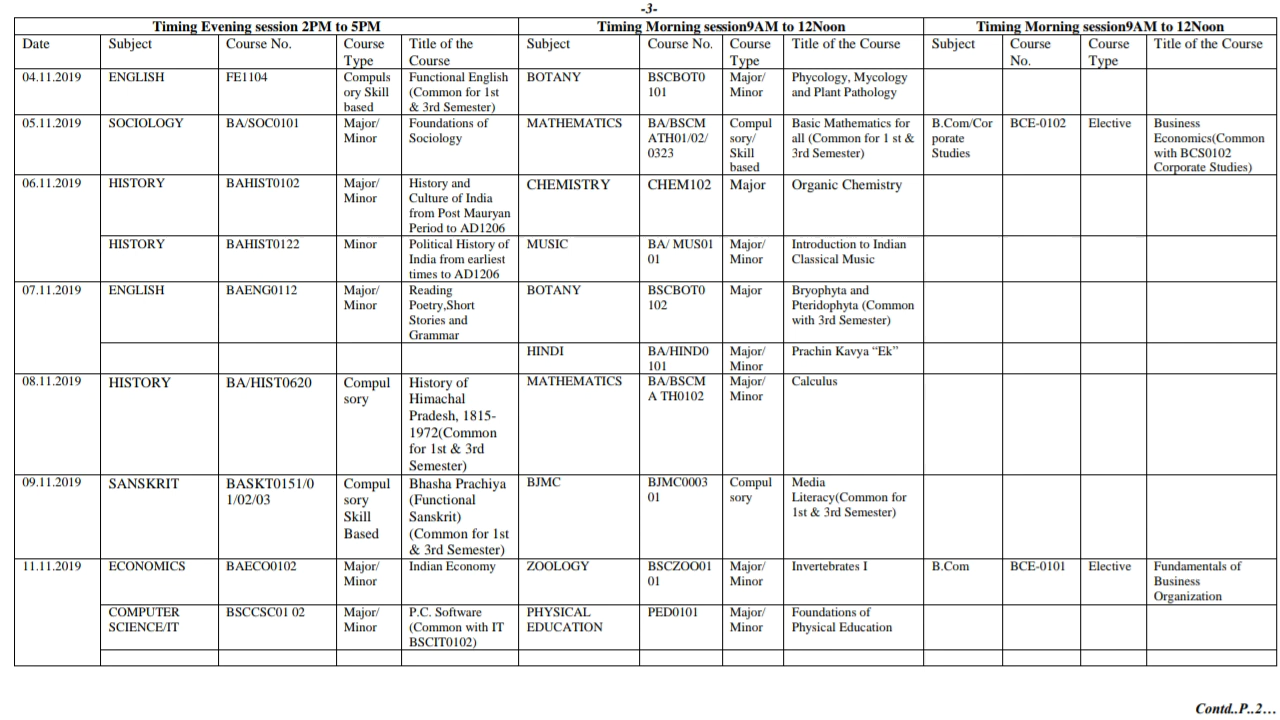 -3-
Timing Evening session 2PM to 5PM
Timing Morning session9AM to 12Noon
Timing Morning session9AM to 12Noon
Date
Subject
Course No.
Course
Type
Title of the
Course
Subject
Course No.
Course
Type
Title of the Course
Subject
Course
No.
Course
Type
Title of the Course
04.11.2019
ENGLISH
FE1104
Compuls
ory Skill
based
Functional English
(Common for 1st
& 3rd Semester)
BOTANY
BSCBOT0
101
Major/
Minor
Phycology, Mycology
and Plant Pathology
05.11.2019
SOCIOLOGY
BA/SOC0101
Major/
Minor
Foundations of
Sociology
MATHEMATICS
BA/BSCM
ATH01/02/
0323
Compul
sory/
Skill
based
Basic Mathematics for
all (Common for 1 st &
3rd Semester)
B.Com/Cor
porate
Studies
BCE-0102
Elective
Business
Economics(Common
with BCS0102
Corporate Studies)
06.11.2019
HISTORY
BAHIST0102
Major/
Minor
History and
Culture of India
from Post Mauryan
Period to AD1206
CHEMISTRY
CHEM102
Major
Organic Chemistry
HISTORY
BAHIST0122
Minor
Political History of
India from earliest
times to AD1206
MUSIC
BA/ MUS01
01
Major/
Minor
Introduction to Indian
Classical Music
07.11.2019
ENGLISH
BAENG0112
Major/
Minor
Reading
Poetry,Short
Stories and
Grammar
BOTANY
BSCBOT0
102
Major
Bryophyta and
Pteridophyta (Common
with 3rd Semester)
HINDI
BA/HIND0
101
Major/
Minor
Prachin Kavya “Ek”
08.11.2019
HISTORY
BA/HIST0620
Compul
sory
History of
Himachal
Pradesh, 1815-
1972(Common
for 1st & 3rd
Semester)
MATHEMATICS
BA/BSCM
A TH0102
Major/
Minor
Calculus
09.11.2019
SANSKRIT
BASKT0151/0
1/02/03
Compul
sory
Skill
Based
Bhasha Prachiya
(Functional
Sanskrit)
(Common for 1st
& 3rd Semester)
BJMC
BJMC0003
01
Compul
sory
Media
Literacy(Common for
1st & 3rd Semester)
11.11.2019
ECONOMICS
BAECO0102
Major/
Minor
Indian Economy
ZOOLOGY
BSCZOO01
01
Major/
Minor
Invertebrates I
B.Com
BCE-0101
Elective
Fundamentals of
Business
Organization
COMPUTER
SCIENCE/IT
BSCCSC01 02
Major/
Minor
P.C. Software
(Common with IT
BSCIT0102)
PHYSICAL
EDUCATION
PED0101
Major/
Minor
Foundations of
Physical Education
Contd..P..2…